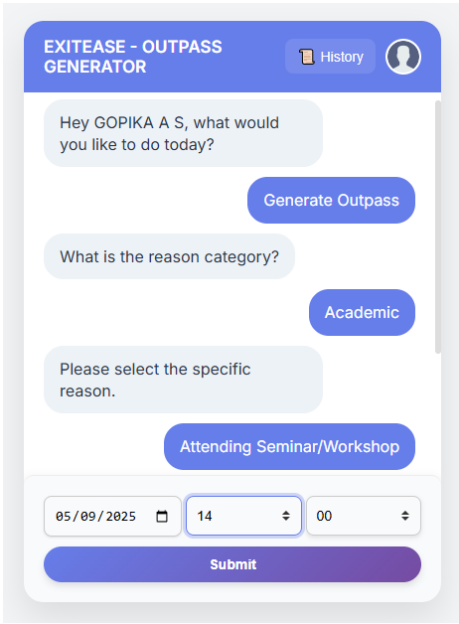 EXITEASE - OUTPASS
GENERATOR
History
Hey GOPIKA A S, what would
you like to do today?
Generate Outpass
What is the reason category?
Academic
Please select the specific
reason.
Attending Seminar/Workshop
05/09/2025
14
00
Submit